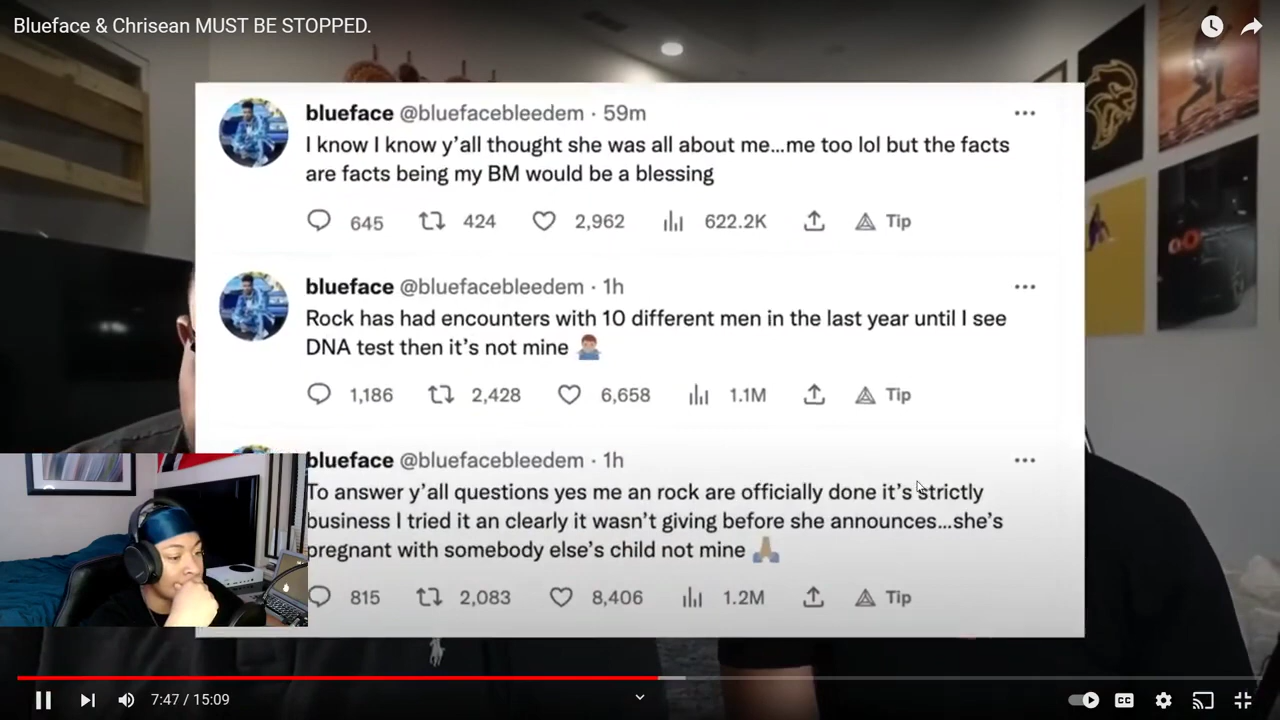 Blueface & Chrisean MUST BE STOPPED.
blueface @bluefacebleedem · 59m
I know I know y’all thought she was all about me...me too lol but the facts
are facts being my BM would be a blessing
645 424 2,962 622.2K Tip
blueface @bluefacebleedem · 1h
Rock has had encounters with 10 different men in the last year until I see
DNA test then it’s not mine 🙎🏽‍♂️
1,186 2,428 6,658 1.1M Tip
blueface @bluefacebleedem · 1h
To answer y’all questions yes me an rock are officially done it’s strictly
business I tried it an clearly it wasn’t giving before she announces...she’s
pregnant with somebody else’s child not mine 🙏🏽
815 2,083 8,406 1.2M Tip
7:47 / 15:09
CC